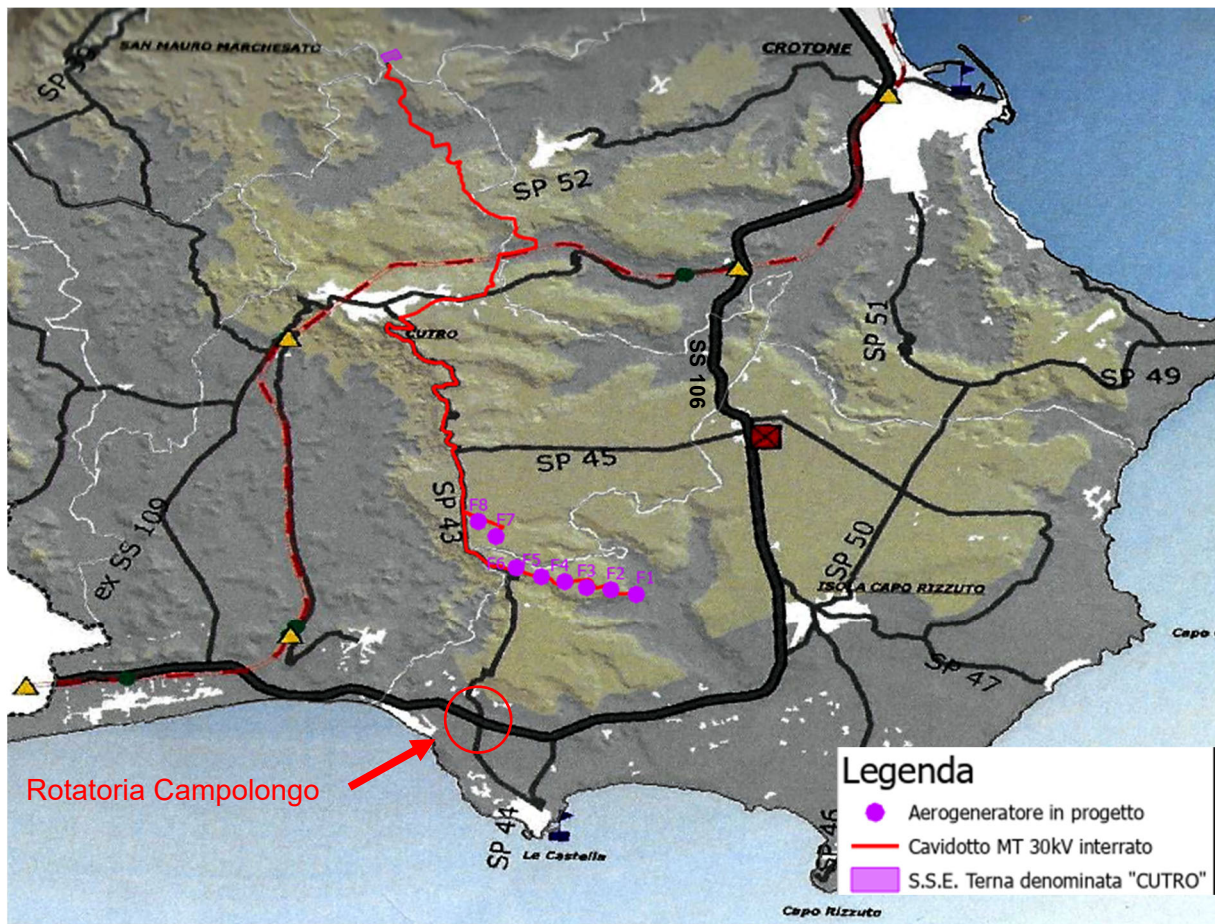 SAN MAURO MARCHESATO
CROTONE
SP 52
CUTRO
SP 51
SS 106
SP 49
SP 45
SP 43
ex SS 109
F8
F7
F6
F5
F4
F3
F2
F1
SP 50
ISOLA CAPO RIZZUTO
Capo
SP 47
Rotatoria Campolongo
SP 44
Le Castella
SP 46
Capo Rizzuto
Legenda
Aerogeneratore in progetto
Cavidotto MT 30kV interrato
S.S.E. Terna denominata "CUTRO"